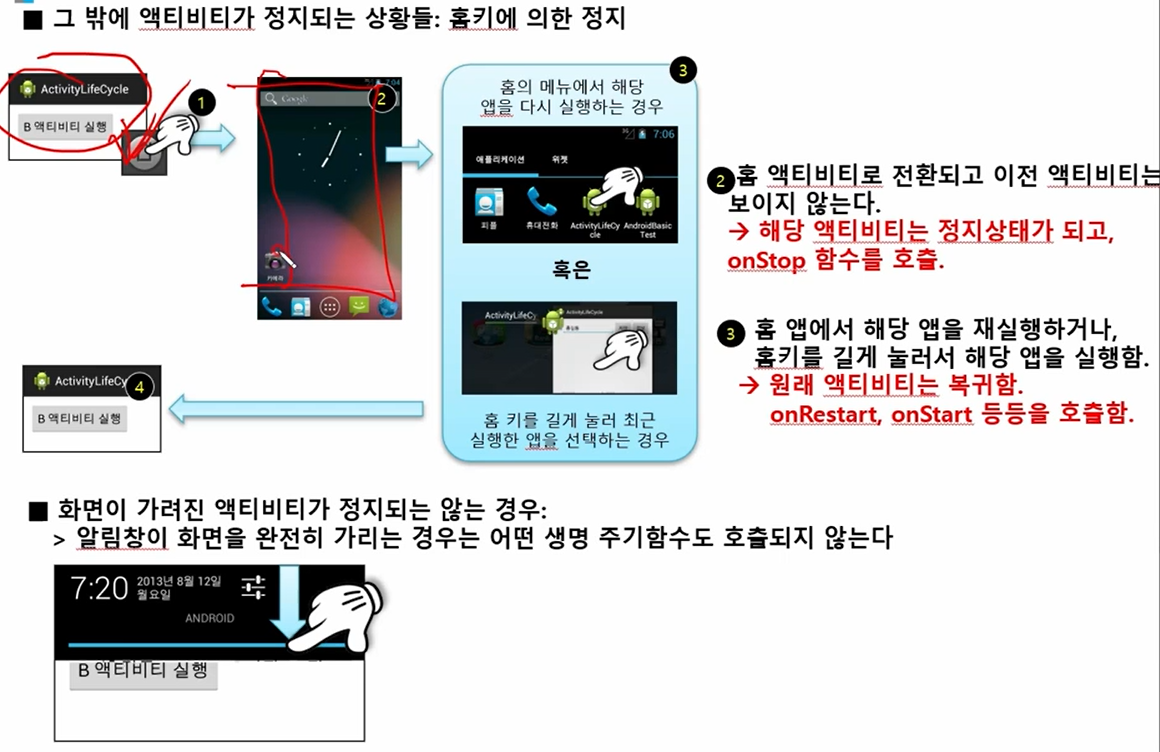 ■ 그 밖에 액티비티가 정지되는 상황들: 홈키에 의한 정지
ActivityLifeCycle
B 액티비티 실행
1
7:04
Google
2
카메라
3
홈의 메뉴에서 해당
앱을 다시 실행하는 경우
7:06
애플리케이션 위젯
피플 휴대전화 ActivityLifeCy
cle AndroidBasic
Test
혹은
ActivityLifeCy
ActivityLifeCycle
홈 키를 길게 눌러 최근
실행한 앱을 선택하는 경우
2 홈 액티비티로 전환되고 이전 액티비티는
보이지 않는다.
→ 해당 액티비티는 정지상태가 되고,
onStop 함수를 호출.
3 홈 앱에서 해당 앱을 재실행하거나,
홈키를 길게 눌러서 해당 앱을 실행함.
→ 원래 액티비티는 복귀함.
onRestart, onStart 등등을 호출함.
ActivityLifeCy
4
B 액티비티 실행
■ 화면이 가려진 액티비티가 정지되는 않는 경우:
> 알림창이 화면을 완전히 가리는 경우는 어떤 생명 주기함수도 호출되지 않는다
7:20 2013년 8월 12일
월요일
ANDROID
B 액티비티 실행